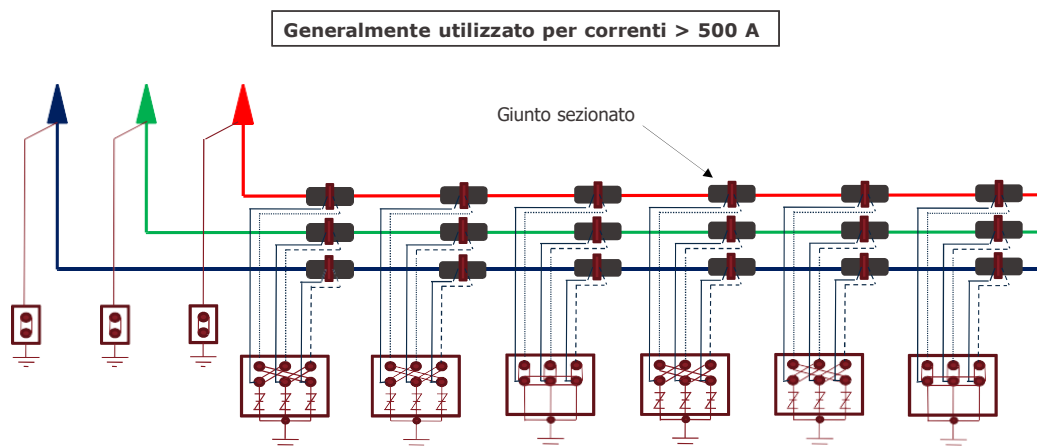 Generalmente utilizzato per correnti > 500 A
Giunto sezionato